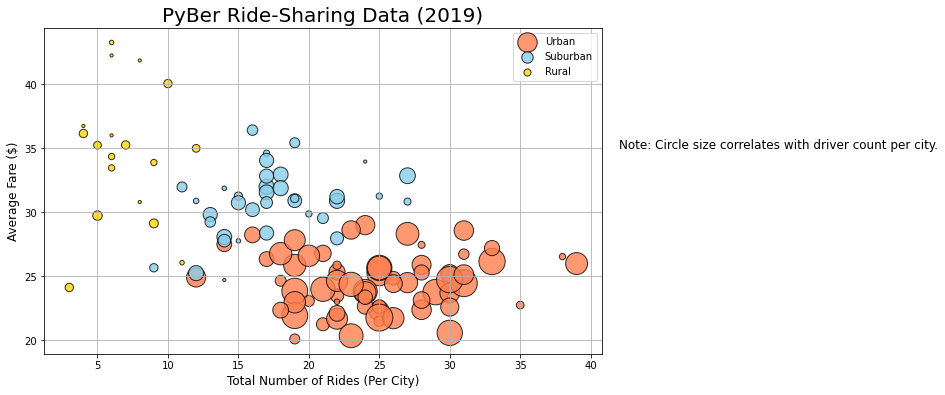 PyBer Ride-Sharing Data (2019)
Urban
Suburban
Rural
Average Fare ($)
40
35
30
25
20
Note: Circle size correlates with driver count per city.
5 10 15 20 25 30 35 40
Total Number of Rides (Per City)